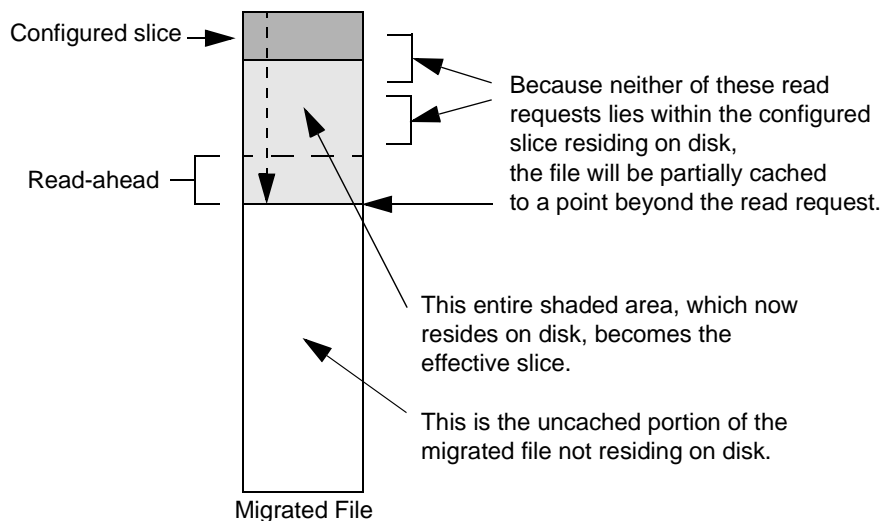 Configured slice
Because neither of these read
requests lies within the configured
slice residing on disk,
the file will be partially cached
to a point beyond the read request.
Read-ahead
This entire shaded area, which now
resides on disk, becomes the
effective slice.
This is the uncached portion of the
migrated file not residing on disk.
Migrated File